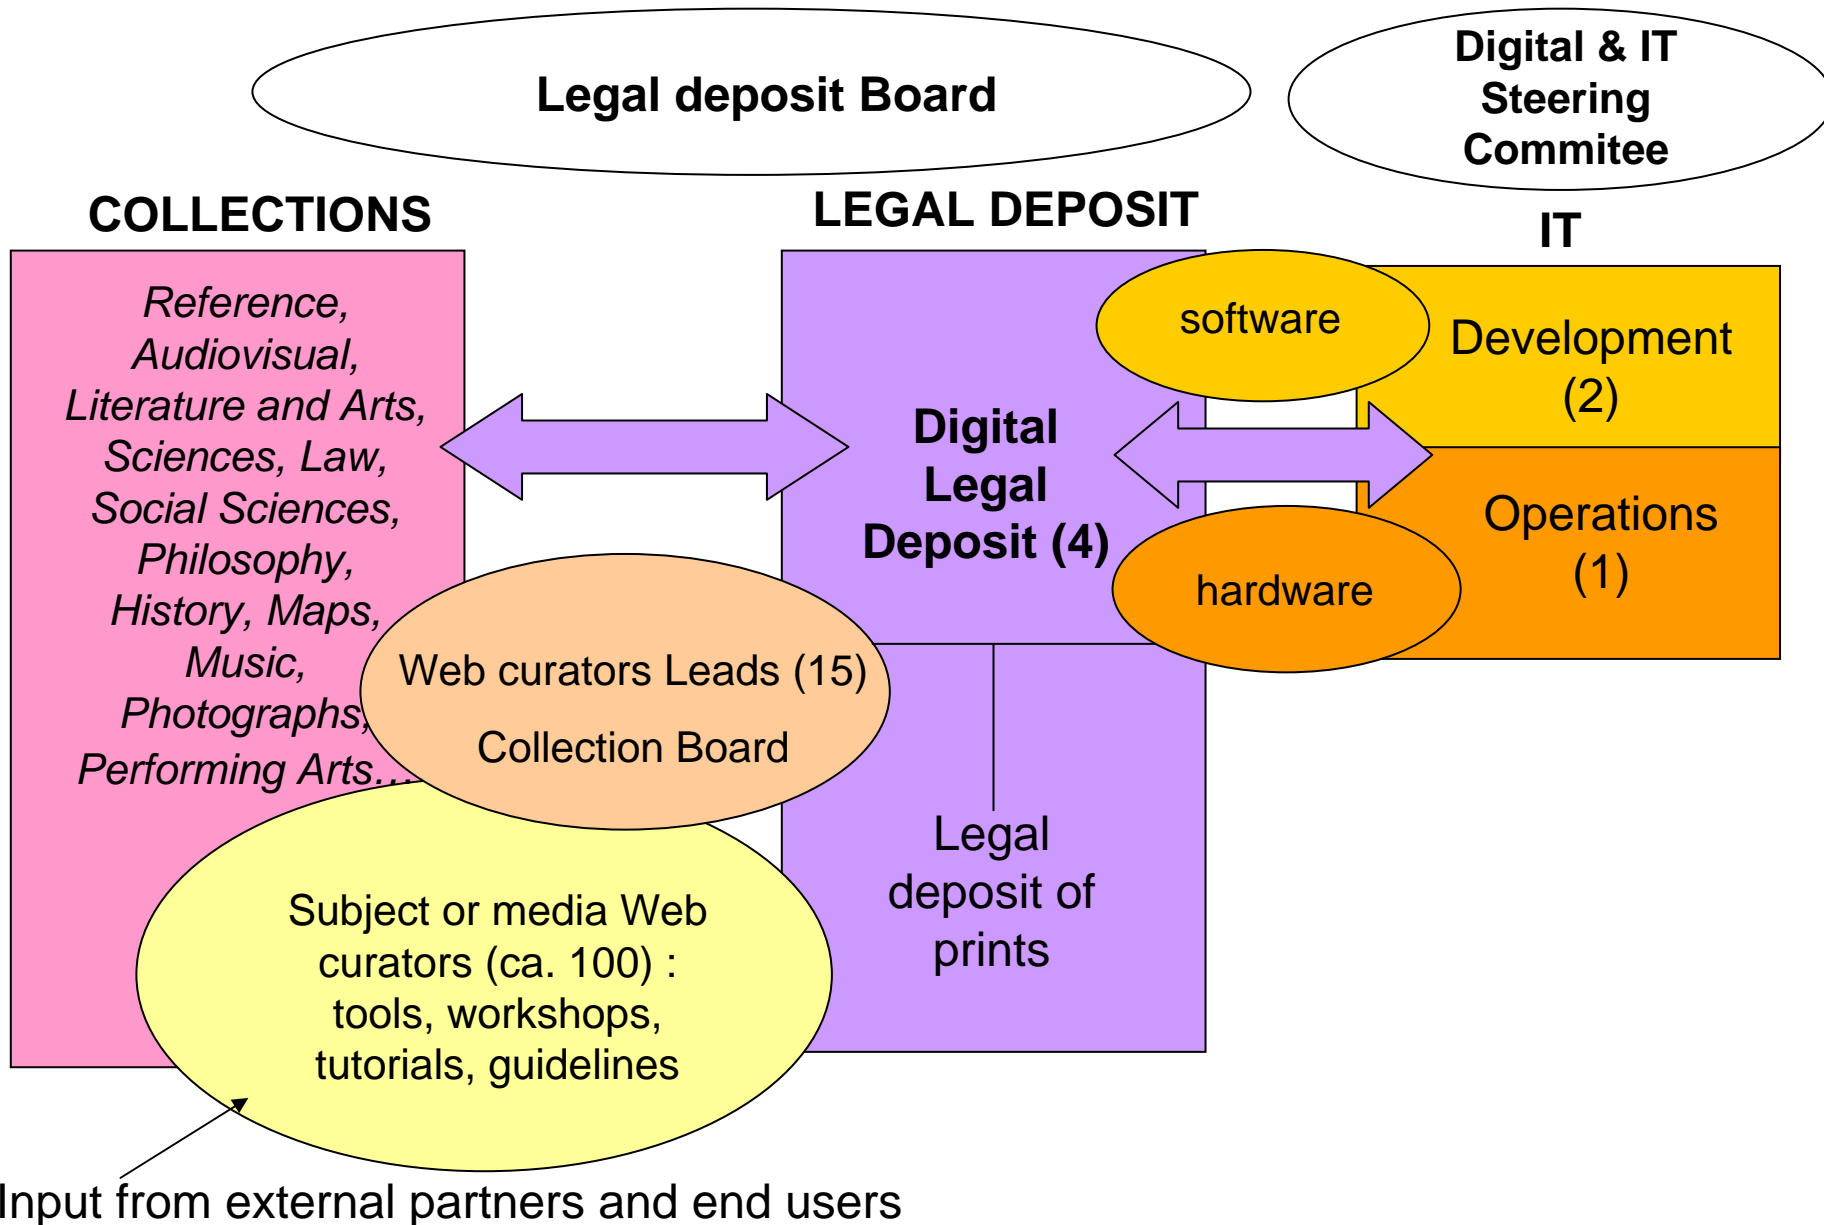 Legal deposit Board
Digital & IT
Steering
Commitee
COLLECTIONS
LEGAL DEPOSIT
IT
Reference,
Audiovisual,
Literature and Arts,
Sciences, Law,
Social Sciences,
Philosophy,
History, Maps,
Music,
Photographs,
Performing Arts…
Digital
Legal
Deposit (4)
software
Development
(2)
hardware
Operations
(1)
Web curators Leads (15)
Collection Board
Legal
deposit of
prints
Subject or media Web
curators (ca. 100) :
tools, workshops,
tutorials, guidelines
Input from external partners and end users